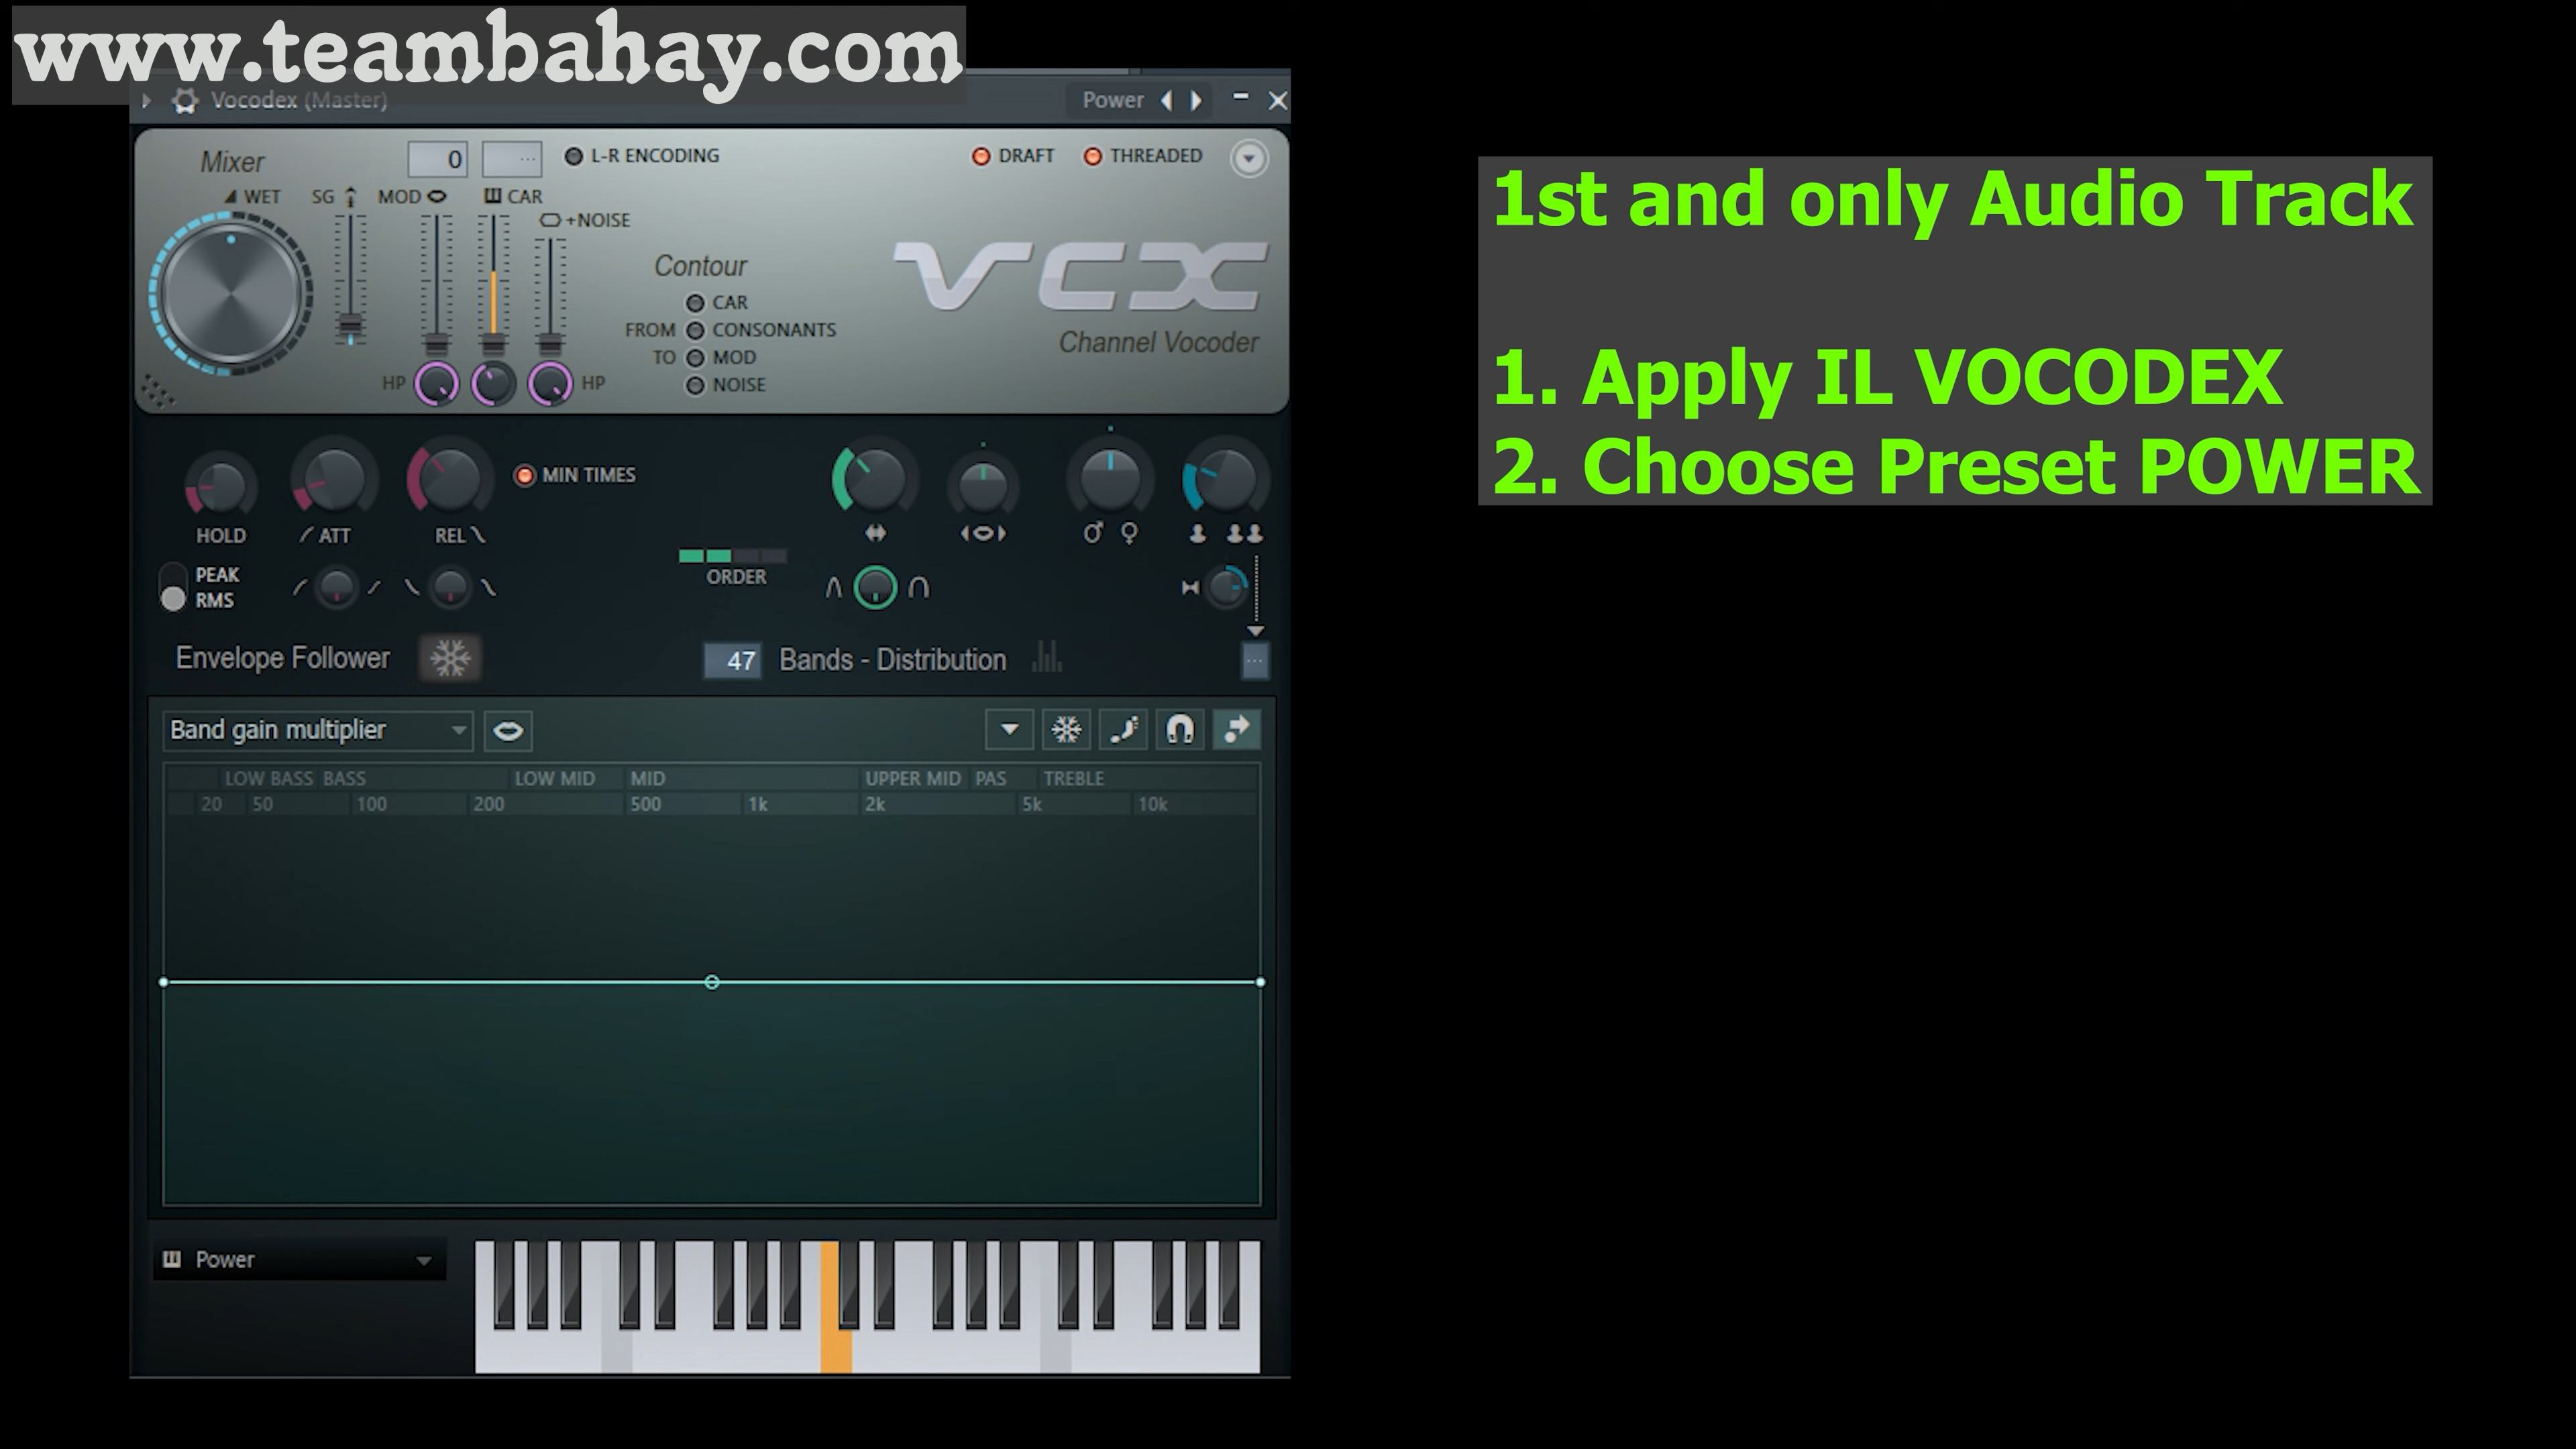 www.teambahay.com
Vocodex (Master)
Power
Mixer
0
...
L-R ENCODING
DRAFT
THREADED
WET
SG
MOD
CAR
+NOISE
Contour
CAR
FROM CONSONANTS
TO MOD
NOISE
HP
HP
VCX
Channel Vocoder
1st and only Audio Track
1. Apply IL VOCODEX
2. Choose Preset POWER
MIN TIMES
HOLD
ATT
REL
PEAK
RMS
ORDER
Envelope Follower
47 Bands - Distribution
...
Band gain multiplier
LOW BASS BASS LOW MID MID UPPER MID PAS TREBLE
20 50 100 200 500 1k 2k 5k 10k
Power